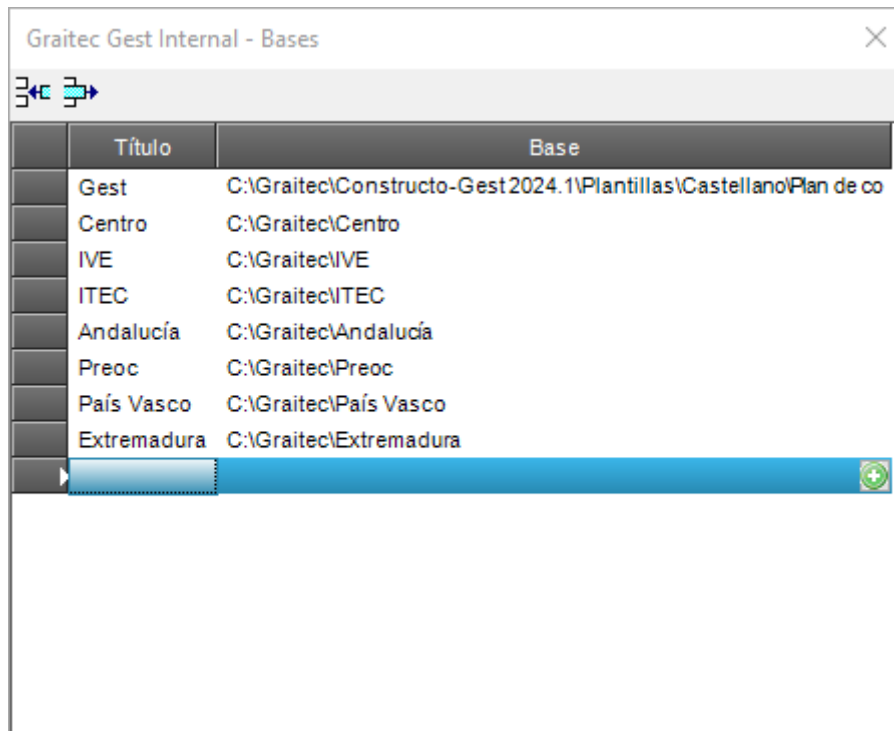 Graitec Gest Internal - Bases
Título Base
Gest C:\Graitec\Constructo-Gest 2024.1\Plantillas\Castellano\Plan de co
Centro C:\Graitec\Centro
IVE C:\Graitec\IVE
ITEC C:\Graitec\ITEC
Andalucía C:\Graitec\Andalucía
Preoc C:\Graitec\Preoc
País Vasco C:\Graitec\País Vasco
Extremadura C:\Graitec\Extremadura